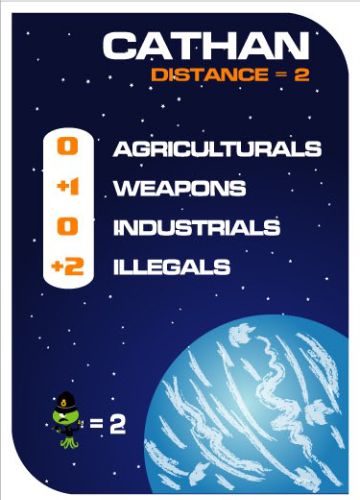 CATHAN
DISTANCE = 2
0 AGRICULTURALS
+1 WEAPONS
0 INDUSTRIALS
+2 ILLEGALS
= 2